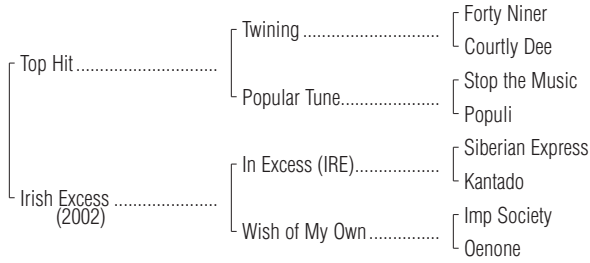 Forty Niner
Twining
Courtly Dee
Top Hit
Stop the Music
Popular Tune
Populi
Siberian Express
In Excess (IRE)
Kantado
Irish Excess
(2002)
Imp Society
Wish of My Own
Oenone